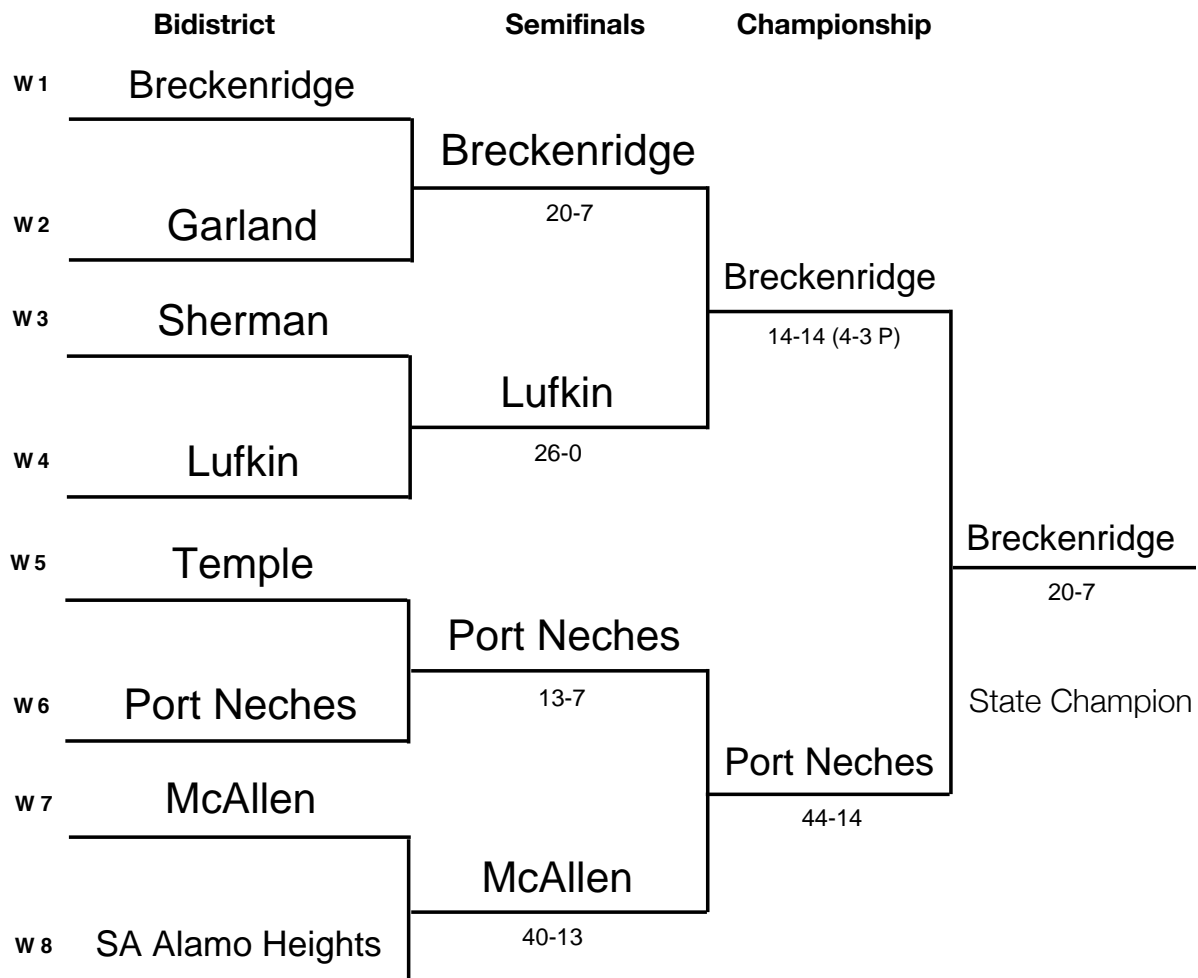 Bidistrict Semifinals Championship
W 1 Breckenridge
Breckenridge
20-7
W 2 Garland
Breckenridge
14-14 (4-3 P)
W 3 Sherman
Lufkin
26-0
W 4 Lufkin
Breckenridge
20-7
State Champion
W 5 Temple
Port Neches
13-7
W 6 Port Neches
Port Neches
44-14
W 7 McAllen
McAllen
40-13
W 8 SA Alamo Heights